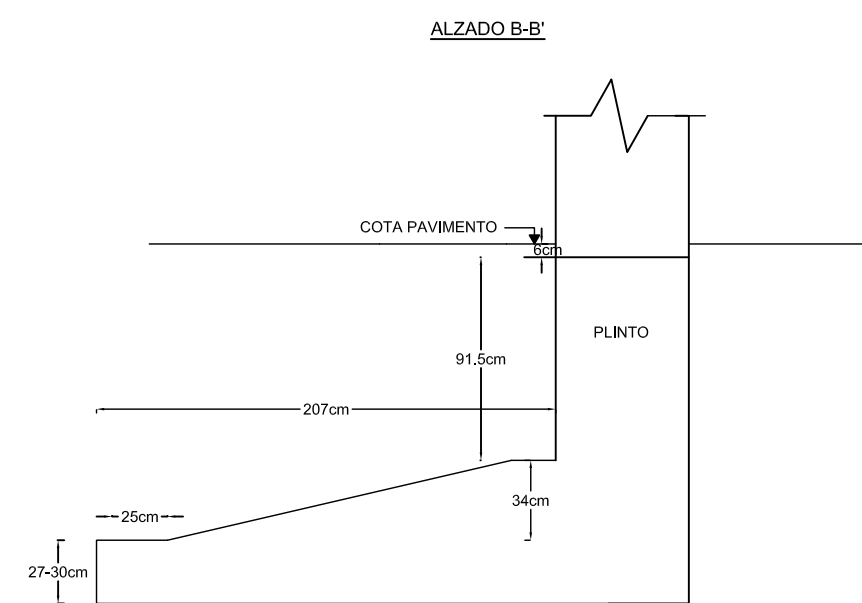 ALZADO B-B'
COTA PAVIMENTO
6cm
PLINTO
91.5cm
207cm
34cm
25cm
27-30cm